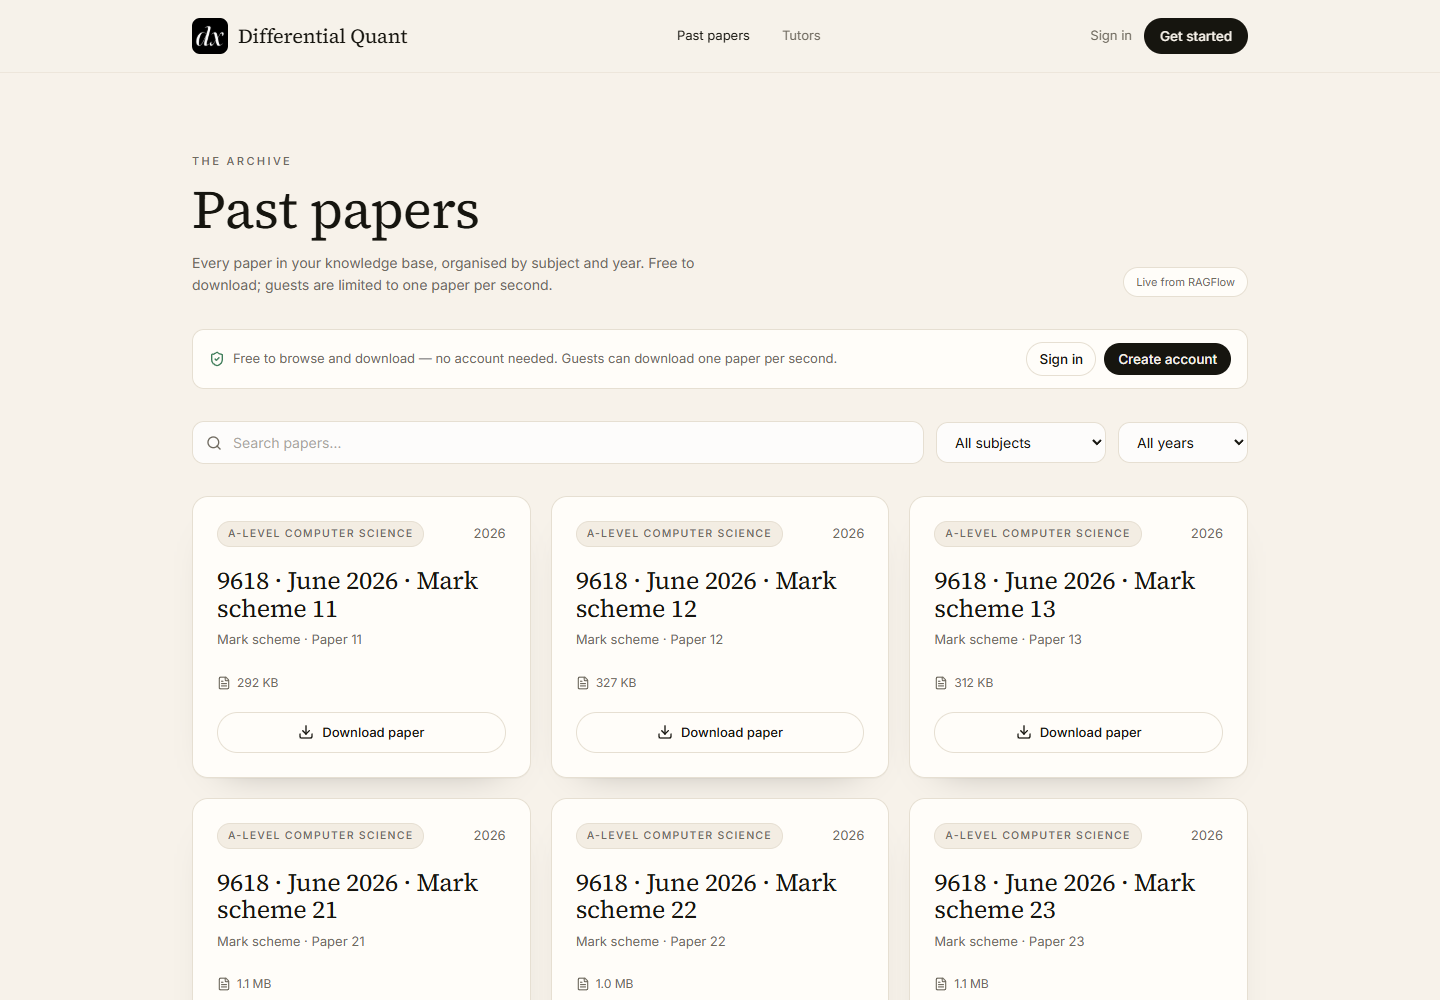 dx Differential Quant
Past papers
Tutors
Sign in
Get started
THE ARCHIVE
Past papers
Every paper in your knowledge base, organised by subject and year. Free to
download; guests are limited to one paper per second.
Live from RAGFlow
Free to browse and download — no account needed. Guests can download one paper per second.
Sign in
Create account
Search papers...
All subjects
All years
A-LEVEL COMPUTER SCIENCE
2026
9618 · June 2026 · Mark
scheme 11
Mark scheme · Paper 11
292 KB
Download paper
A-LEVEL COMPUTER SCIENCE
2026
9618 · June 2026 · Mark
scheme 12
Mark scheme · Paper 12
327 KB
Download paper
A-LEVEL COMPUTER SCIENCE
2026
9618 · June 2026 · Mark
scheme 13
Mark scheme · Paper 13
312 KB
Download paper
A-LEVEL COMPUTER SCIENCE
2026
9618 · June 2026 · Mark
scheme 21
Mark scheme · Paper 21
1.1 MB
A-LEVEL COMPUTER SCIENCE
2026
9618 · June 2026 · Mark
scheme 22
Mark scheme · Paper 22
1.0 MB
A-LEVEL COMPUTER SCIENCE
2026
9618 · June 2026 · Mark
scheme 23
Mark scheme · Paper 23
1.1 MB